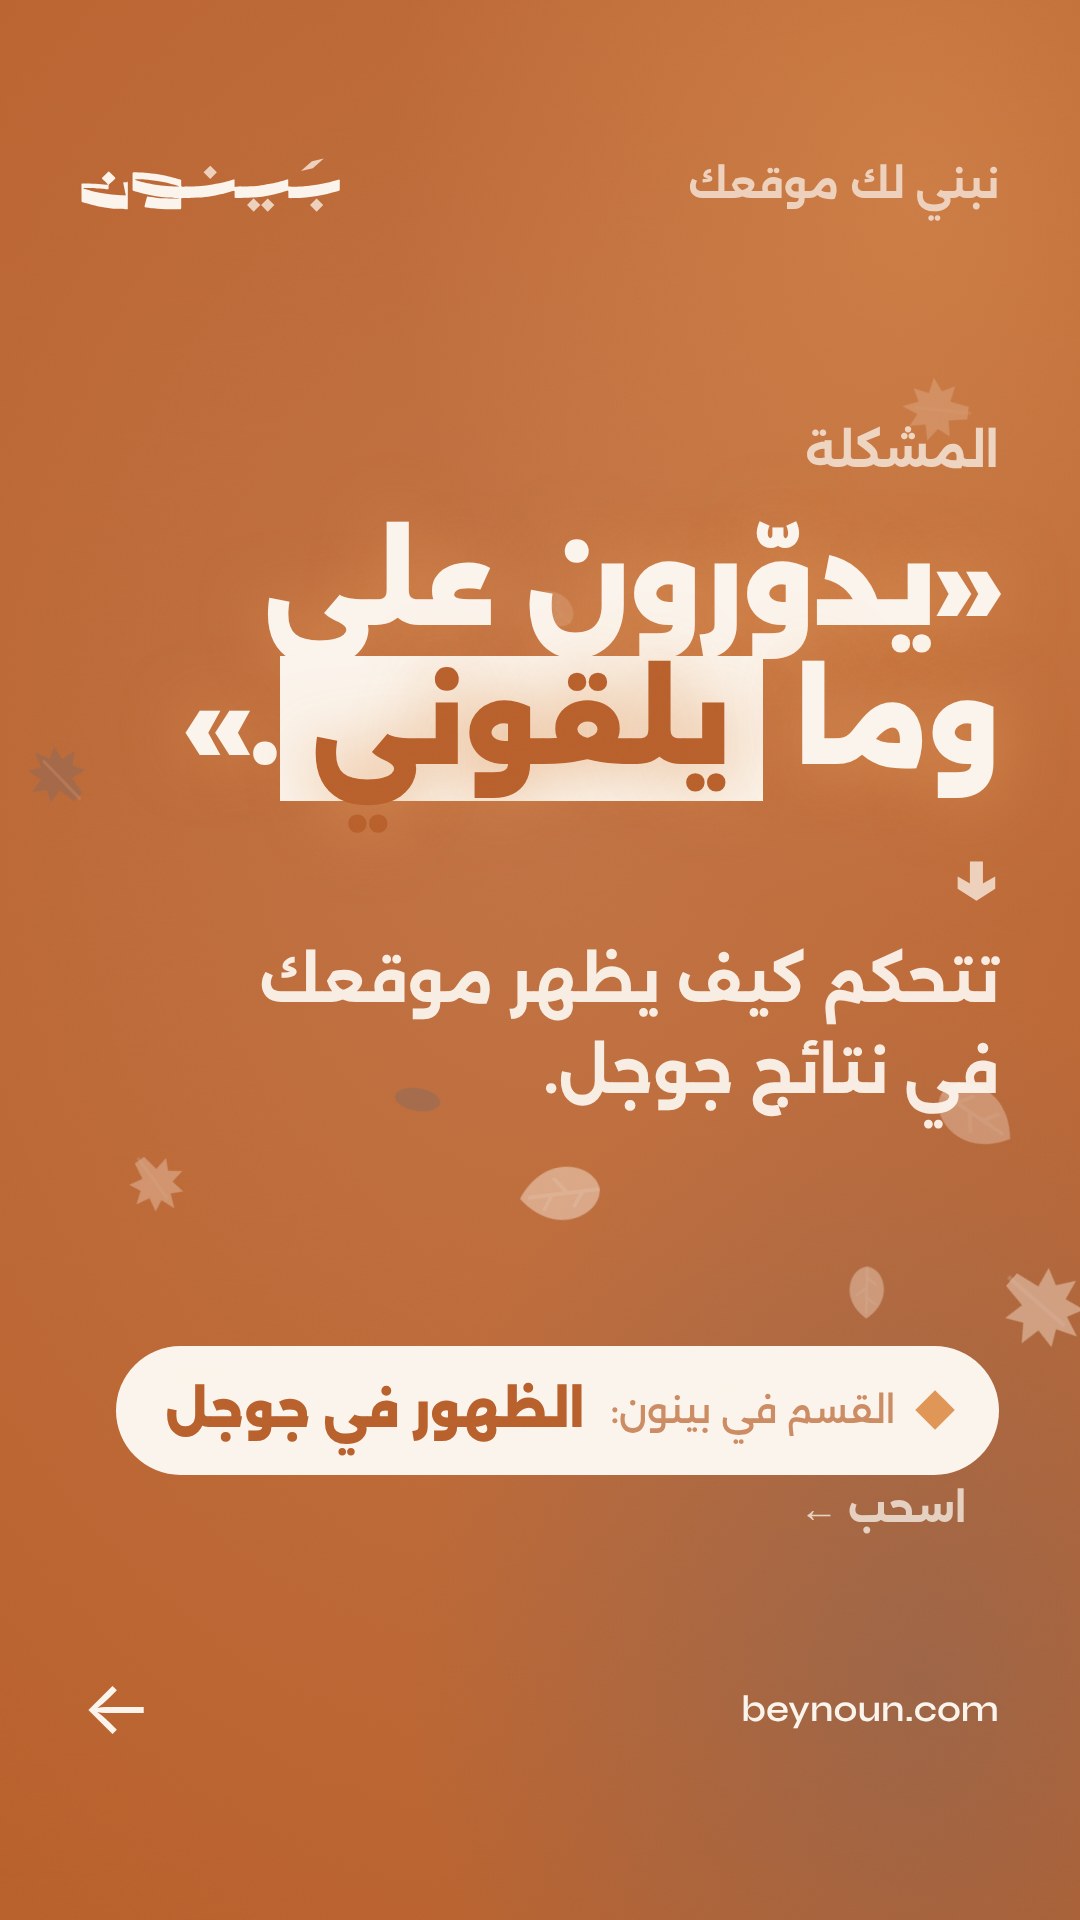 نبني لك موقعك
بَينون
المشكلة
«يدوّرون على
وما يلقوني.»
↓
تتحكم كيف يظهر موقعك
في نتائج جوجل.
القسم في بينون: الظهور في جوجل
اسحب ←
beynoun.com
←